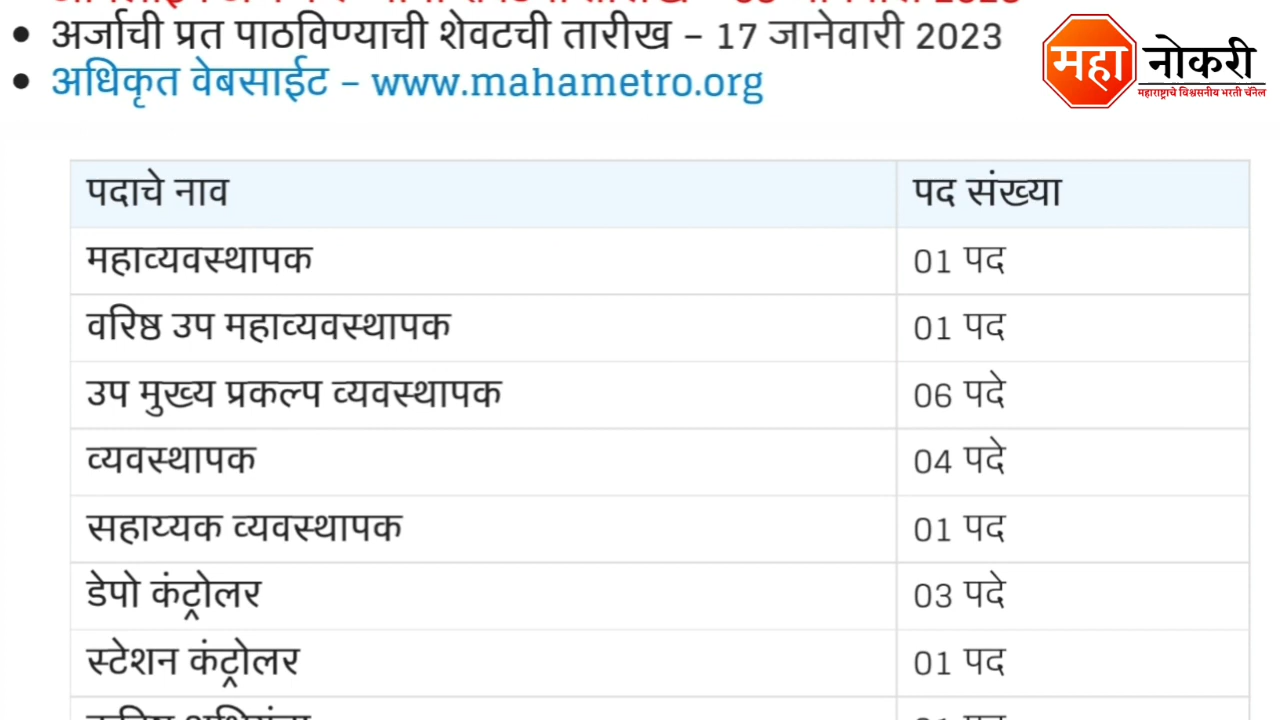 • अर्जाची प्रत पाठविण्याची शेवटची तारीख – 17 जानेवारी 2023
• अधिकृत वेबसाईट – www.mahametro.org
महा नोकरी
महाराष्ट्राचे विश्वसनीय भरती चॅनेल
पदाचे नाव पद संख्या
महाव्यवस्थापक 01 पद
वरिष्ठ उप महाव्यवस्थापक 01 पद
उप मुख्य प्रकल्प व्यवस्थापक 06 पदे
व्यवस्थापक 04 पदे
सहाय्यक व्यवस्थापक 01 पद
डेपो कंट्रोलर 03 पदे
स्टेशन कंट्रोलर 01 पद